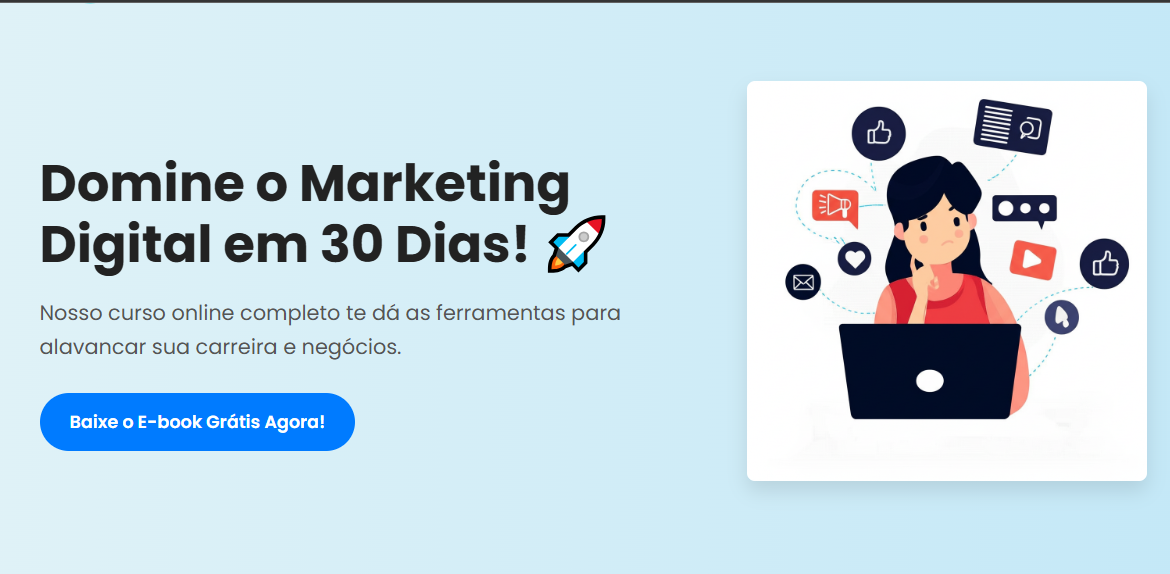 Domine o Marketing
Digital em 30 Dias! 🚀
Nosso curso online completo te dá as ferramentas para
alavancar sua carreira e negócios.
Baixe o E-book Grátis Agora!